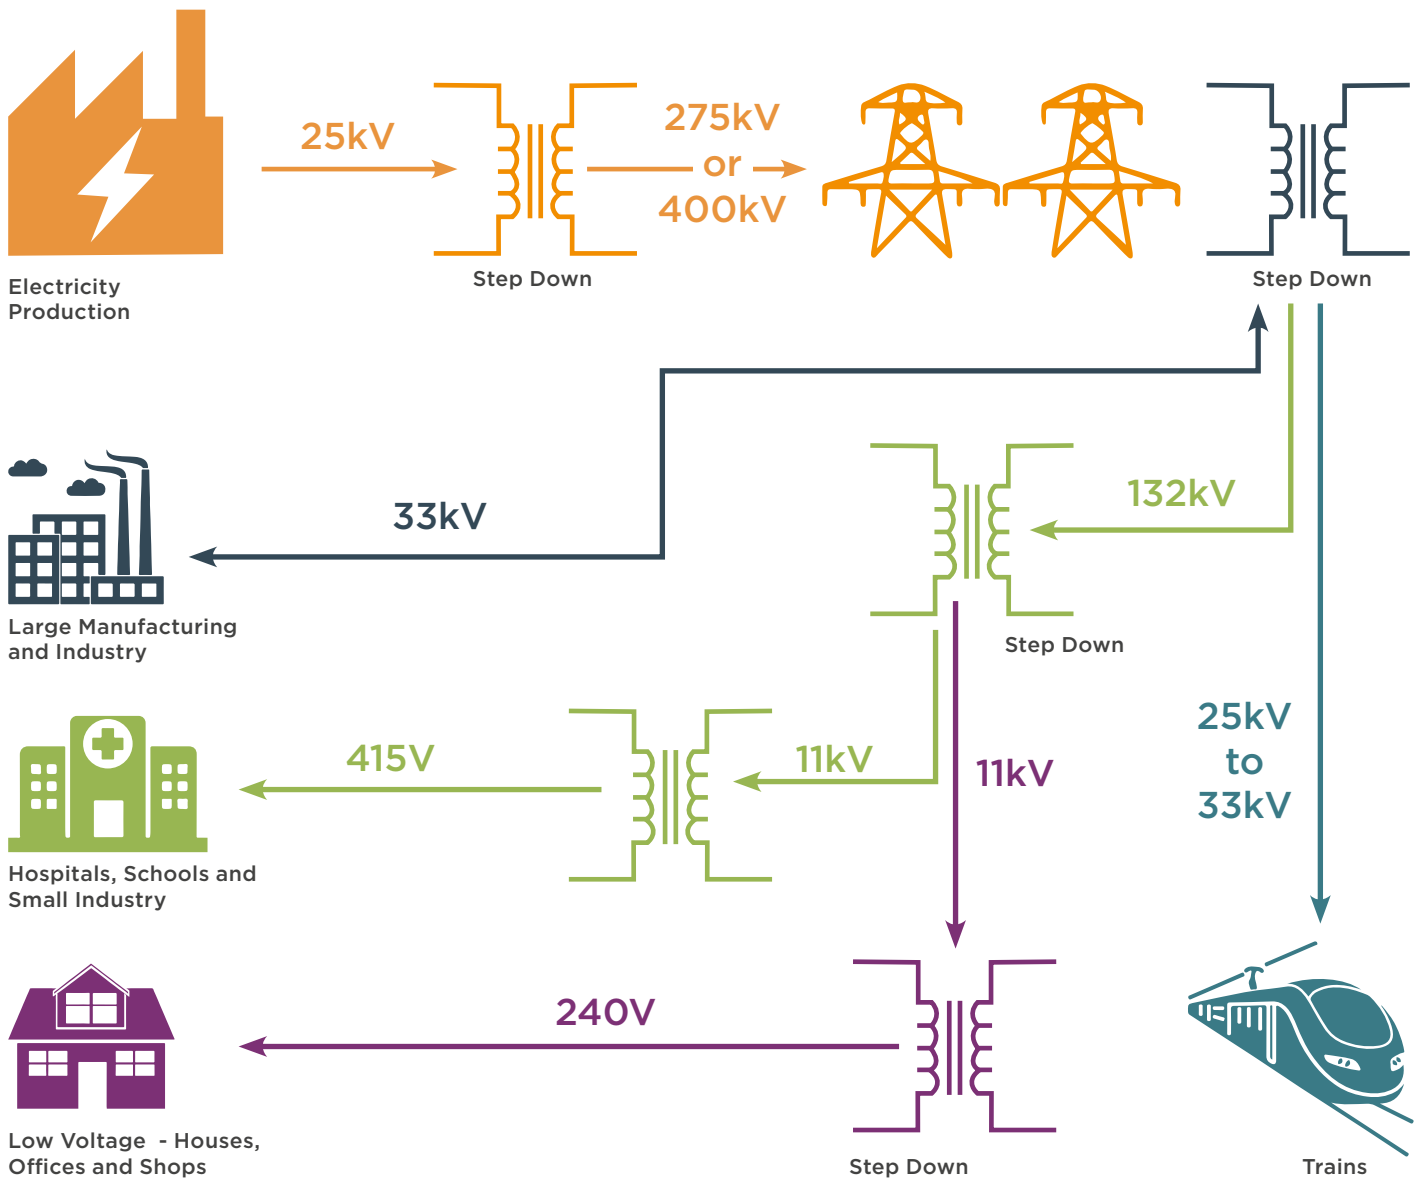 25kV
275kV
or
400kV
Electricity
Production
Step Down
Step Down
33kV
132kV
Large Manufacturing
and Industry
Step Down
415V
11kV
11kV
25kV
to
33kV
Hospitals, Schools and
Small Industry
240V
Low Voltage - Houses,
Offices and Shops
Step Down
Trains